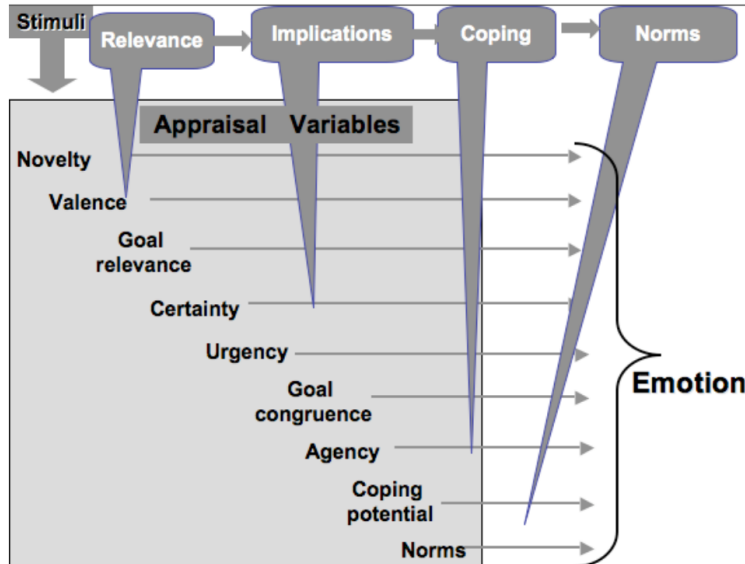 Stimuli
Relevance
Implications
Coping
Norms
Appraisal Variables
Novelty
Valence
Goal
relevance
Certainty
Urgency
Goal
congruence
Emotion
Agency
Coping
potential
Norms